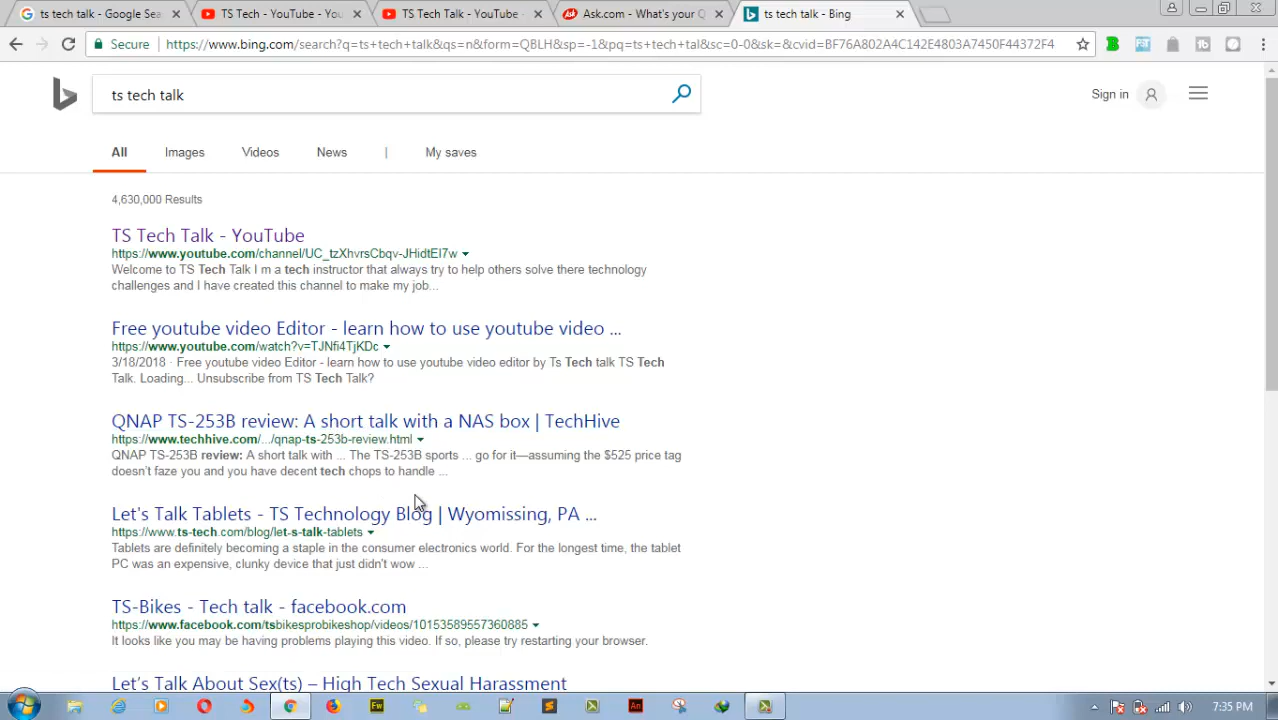 ts tech talk - Google Sea
TS Tech - YouTube - You
TS Tech Talk - YouTube
Ask.com - What's your Q
ts tech talk - Bing
Secure https://www.bing.com/search?q=ts+tech+talk&qs=n&form=QBLH&sp=-1&pq=ts+tech+tal&sc=0-0&sk=&cvid=BF76A802A4C142E4803A7450F44372F4
ts tech talk
Sign in
All Images Videos News | My saves
4,630,000 Results
TS Tech Talk - YouTube
https://www.youtube.com/channel/UC_tzXhvrsCbqv-JHidtEI7w
Welcome to TS Tech Talk I m a tech instructor that always try to help others solve there technology
challenges and I have created this channel to make my job...
Free youtube video Editor - learn how to use youtube video ...
https://www.youtube.com/watch?v=TJNfi4TjKDc
3/18/2018 · Free youtube video Editor - learn how to use youtube video editor by Ts Tech talk TS Tech
Talk. Loading... Unsubscribe from TS Tech Talk?
QNAP TS-253B review: A short talk with a NAS box | TechHive
https://www.techhive.com/.../qnap-ts-253b-review.html
QNAP TS-253B review: A short talk with ... The TS-253B sports ... go for it—assuming the $525 price tag
doesn't faze you and you have decent tech chops to handle ...
Let's Talk Tablets - TS Technology Blog | Wyomissing, PA ...
https://www.ts-tech.com/blog/let-s-talk-tablets
Tablets are definitely becoming a staple in the consumer electronics world. For the longest time, the tablet
PC was an expensive, clunky device that just didn't wow ...
TS-Bikes - Tech talk - facebook.com
https://www.facebook.com/tsbikesprobikeshop/videos/10153589557360885
It looks like you may be having problems playing this video. If so, please try restarting your browser.
Let's Talk About Sex(ts) – High Tech Sexual Harassment
7:35 PM